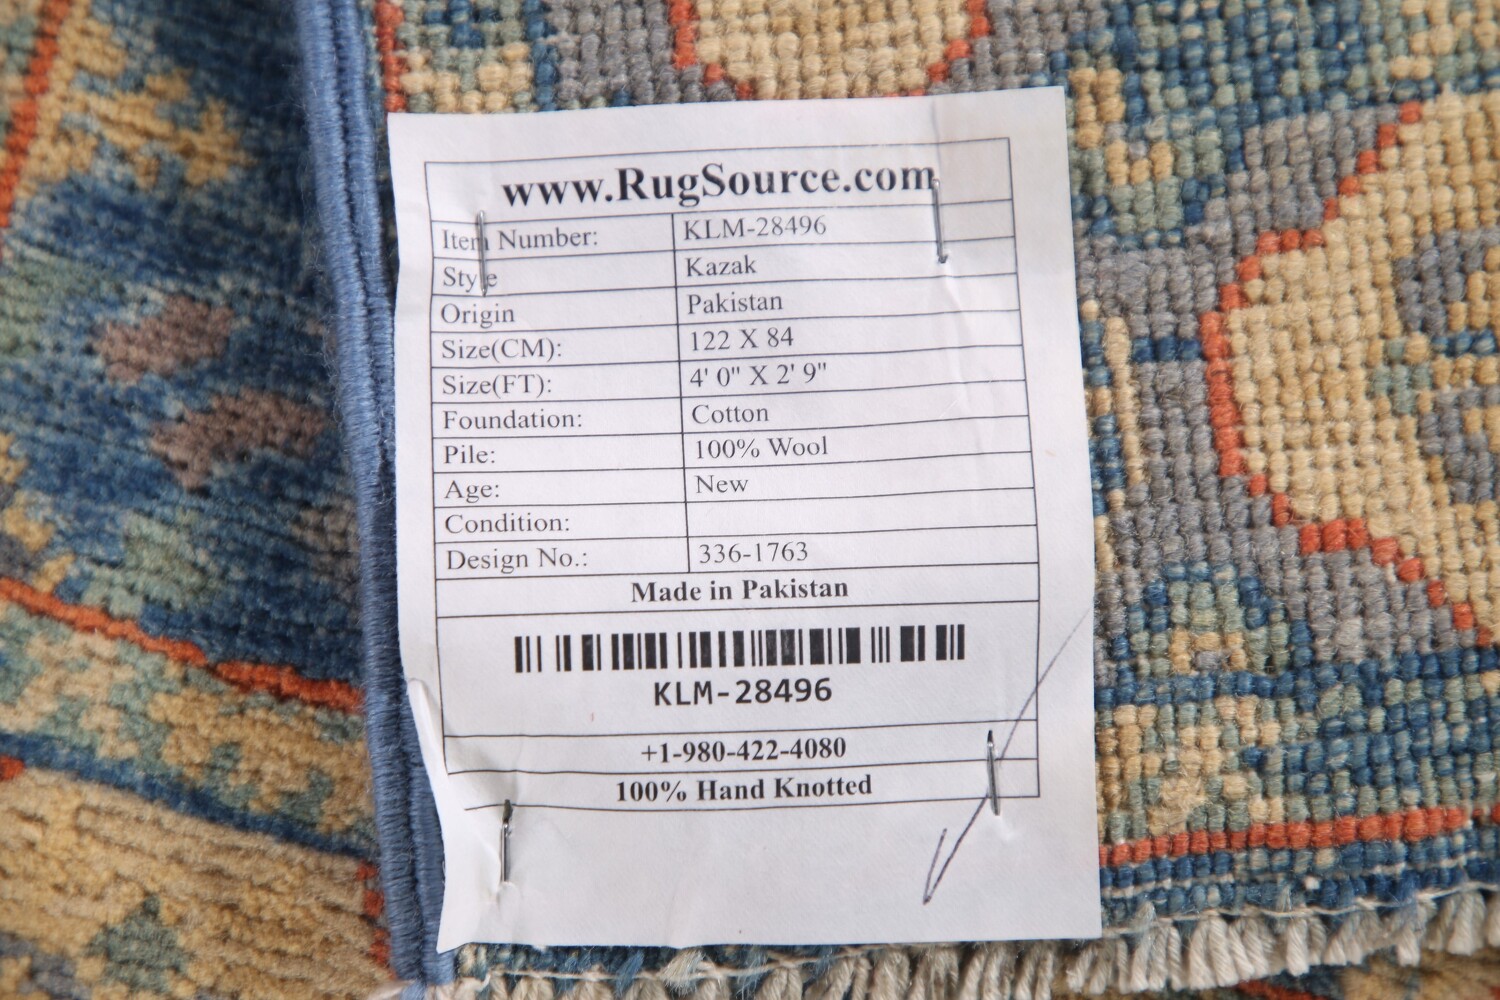 www.RugSource.com
Item Number: KLM-28496
Style Kazak
Origin Pakistan
Size(CM): 122 X 84
Size(FT): 4' 0" X 2' 9"
Foundation: Cotton
Pile: 100% Wool
Age: New
Condition:
Design No.: 336-1763
Made in Pakistan
KLM-28496
+1-980-422-4080
100% Hand Knotted